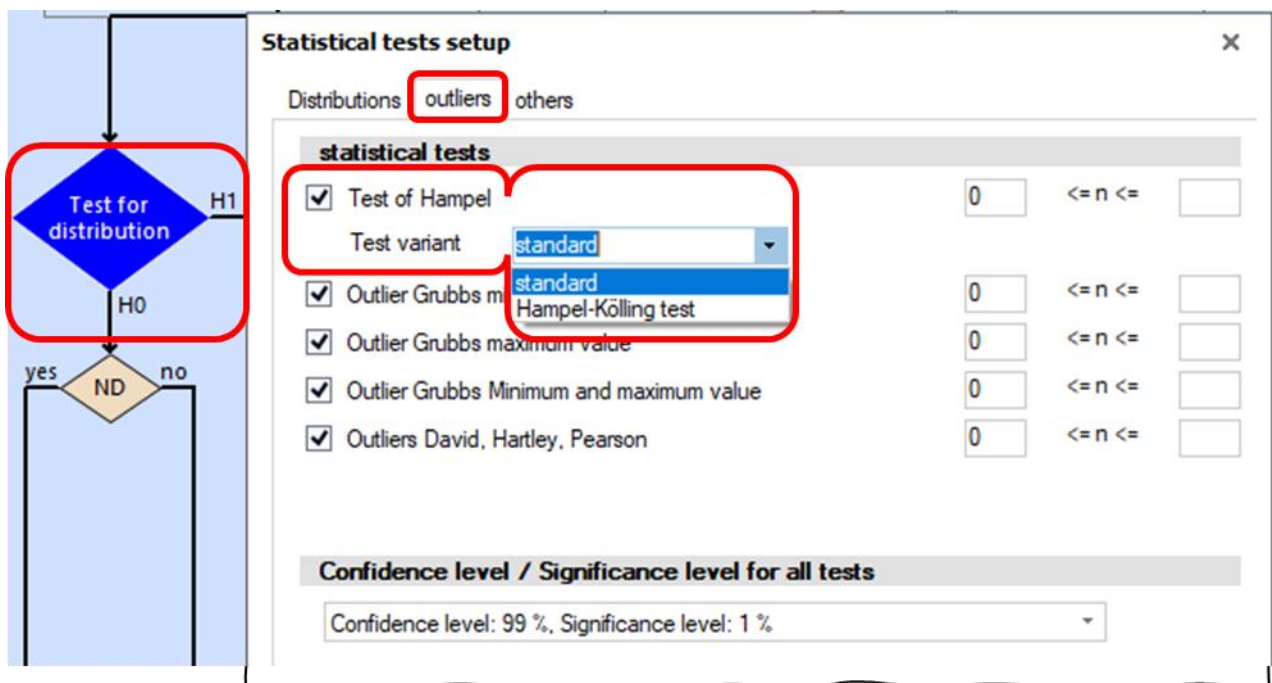 Statistical tests setup ×
Distributions outliers others
statistical tests
Test of Hampel 0 <= n <=
Test variant standard
standard
Hampel-Kölling test
Outlier Grubbs 0 <= n <=
Outlier Grubbs maximum value 0 <= n <=
Outlier Grubbs Minimum and maximum value 0 <= n <=
Outliers David, Hartley, Pearson 0 <= n <=
Confidence level / Significance level for all tests
Confidence level: 99 %, Significance level: 1 %
Test for
distribution
H1
H0
yes ND no